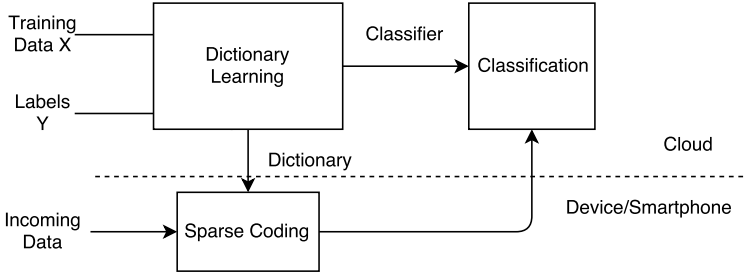 Training
Data X
Labels
Y
Dictionary
Learning
Classifier
Classification
Dictionary
Cloud
Incoming
Data
Sparse Coding
Device/Smartphone